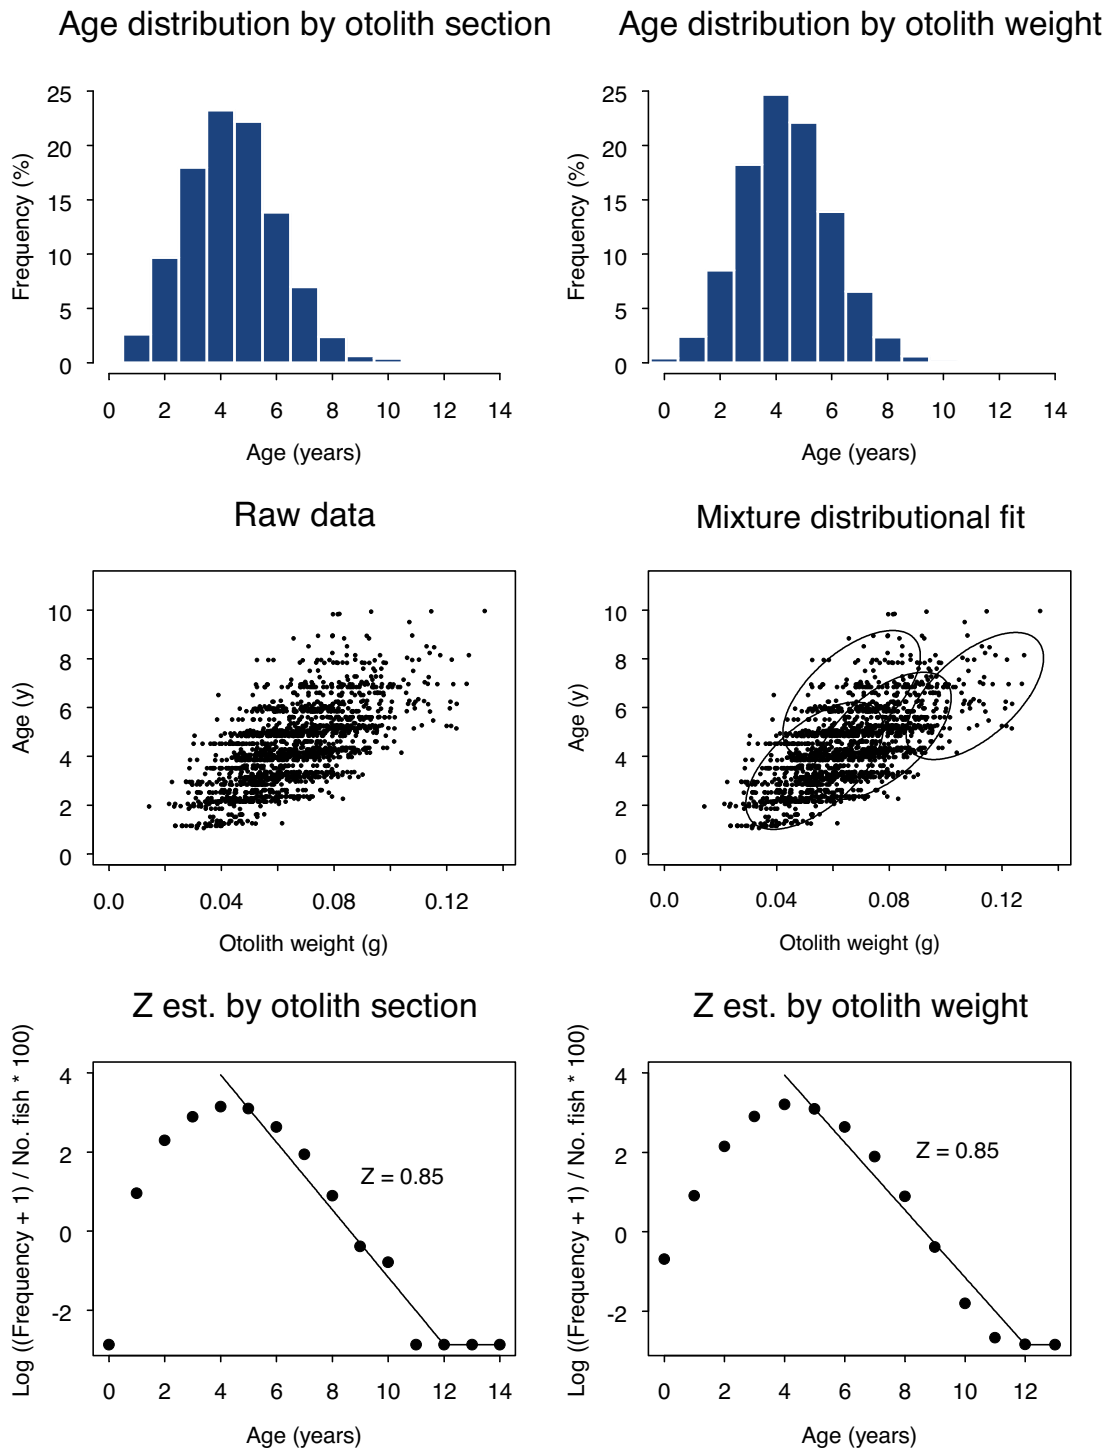 Age distribution by otolith section
Age distribution by otolith weight
Frequency (%)
25
20
15
10
5
0
0 2 4 6 8 10 12 14
Age (years)
Frequency (%)
25
20
15
10
5
0
0 2 4 6 8 10 12 14
Age (years)
Raw data
Mixture distributional fit
Age (y)
10
8
6
4
2
0
0.0 0.04 0.08 0.12
Otolith weight (g)
Age (y)
10
8
6
4
2
0
0.0 0.04 0.08 0.12
Otolith weight (g)
Z est. by otolith section
Z est. by otolith weight
Log ((Frequency + 1) / No. fish * 100)
4
2
0
-2
Z = 0.85
0 2 4 6 8 10 12 14
Age (years)
Log ((Frequency + 1) / No. fish * 100)
4
2
0
-2
Z = 0.85
0 2 4 6 8 10 12
Age (years)